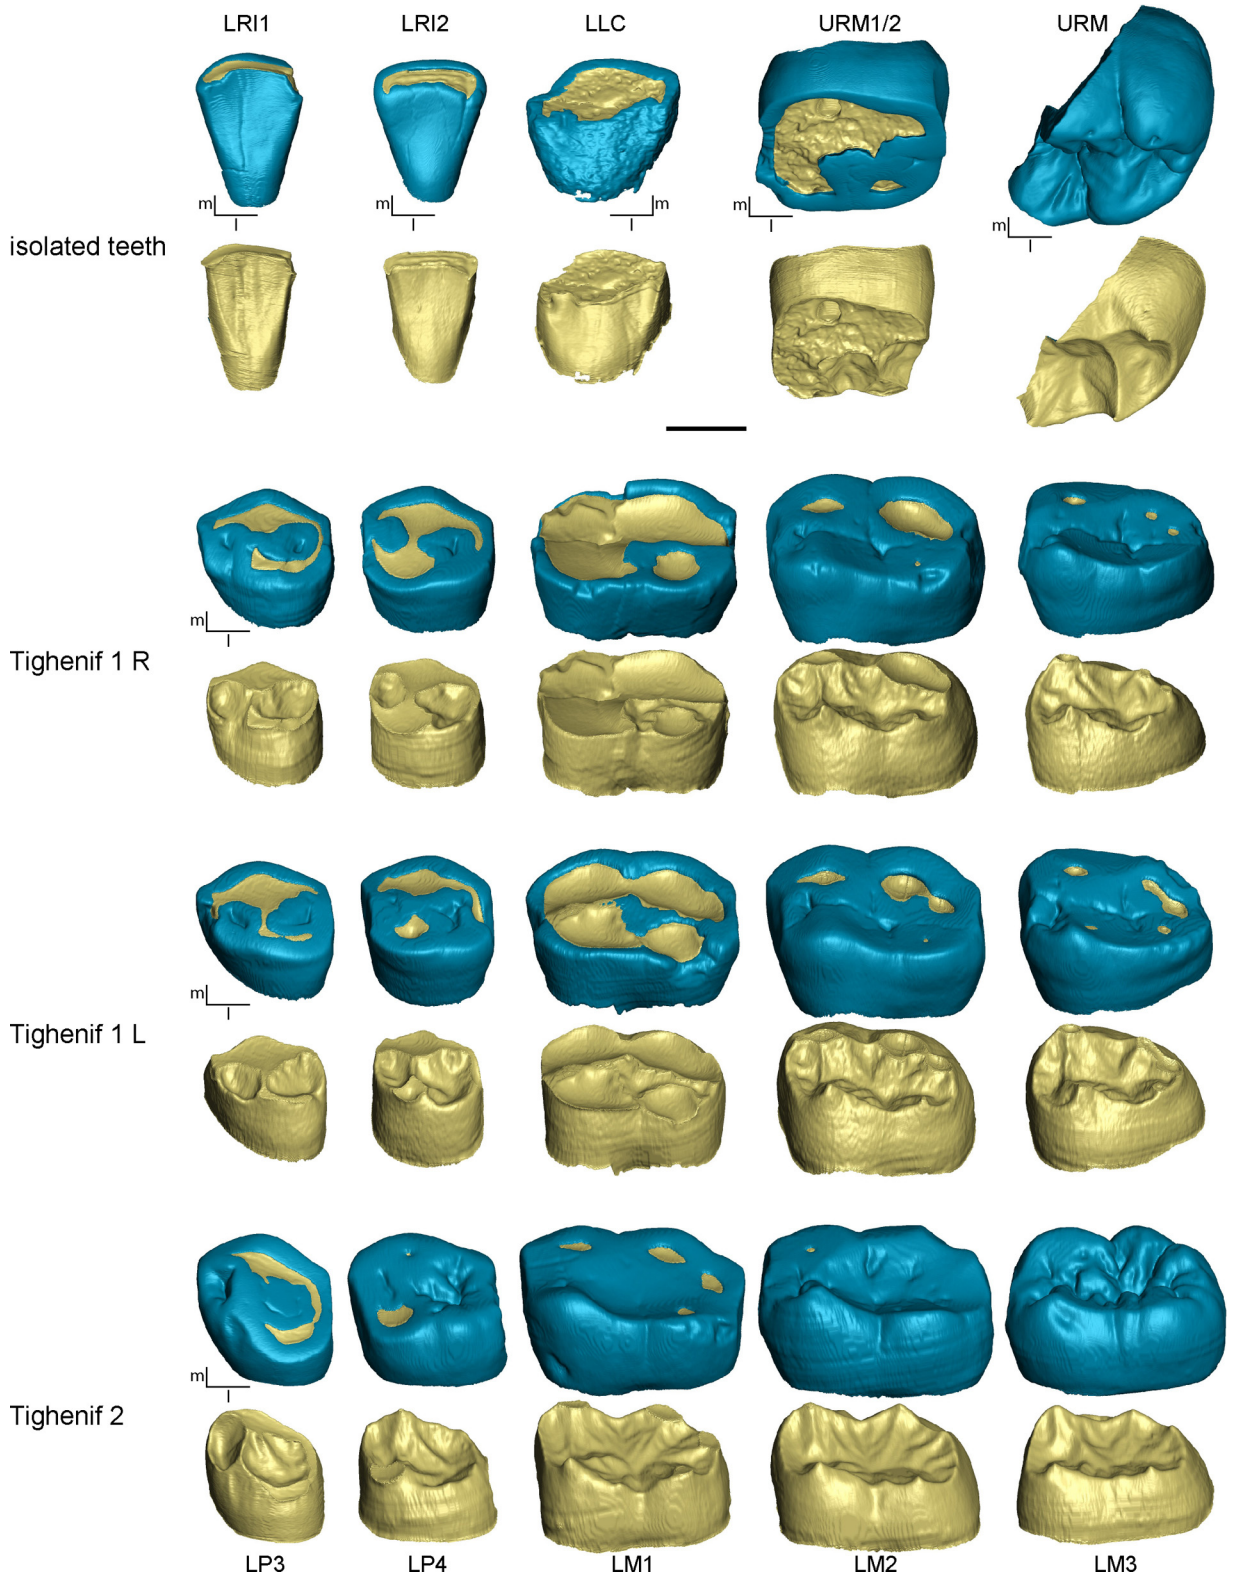 LRI1 LRI2 LLC URM1/2 URM
m l m l l m m l m l
isolated teeth
m l
Tighenif 1 R
m l
Tighenif 1 L
m l
Tighenif 2
LP3 LP4 LM1 LM2 LM3